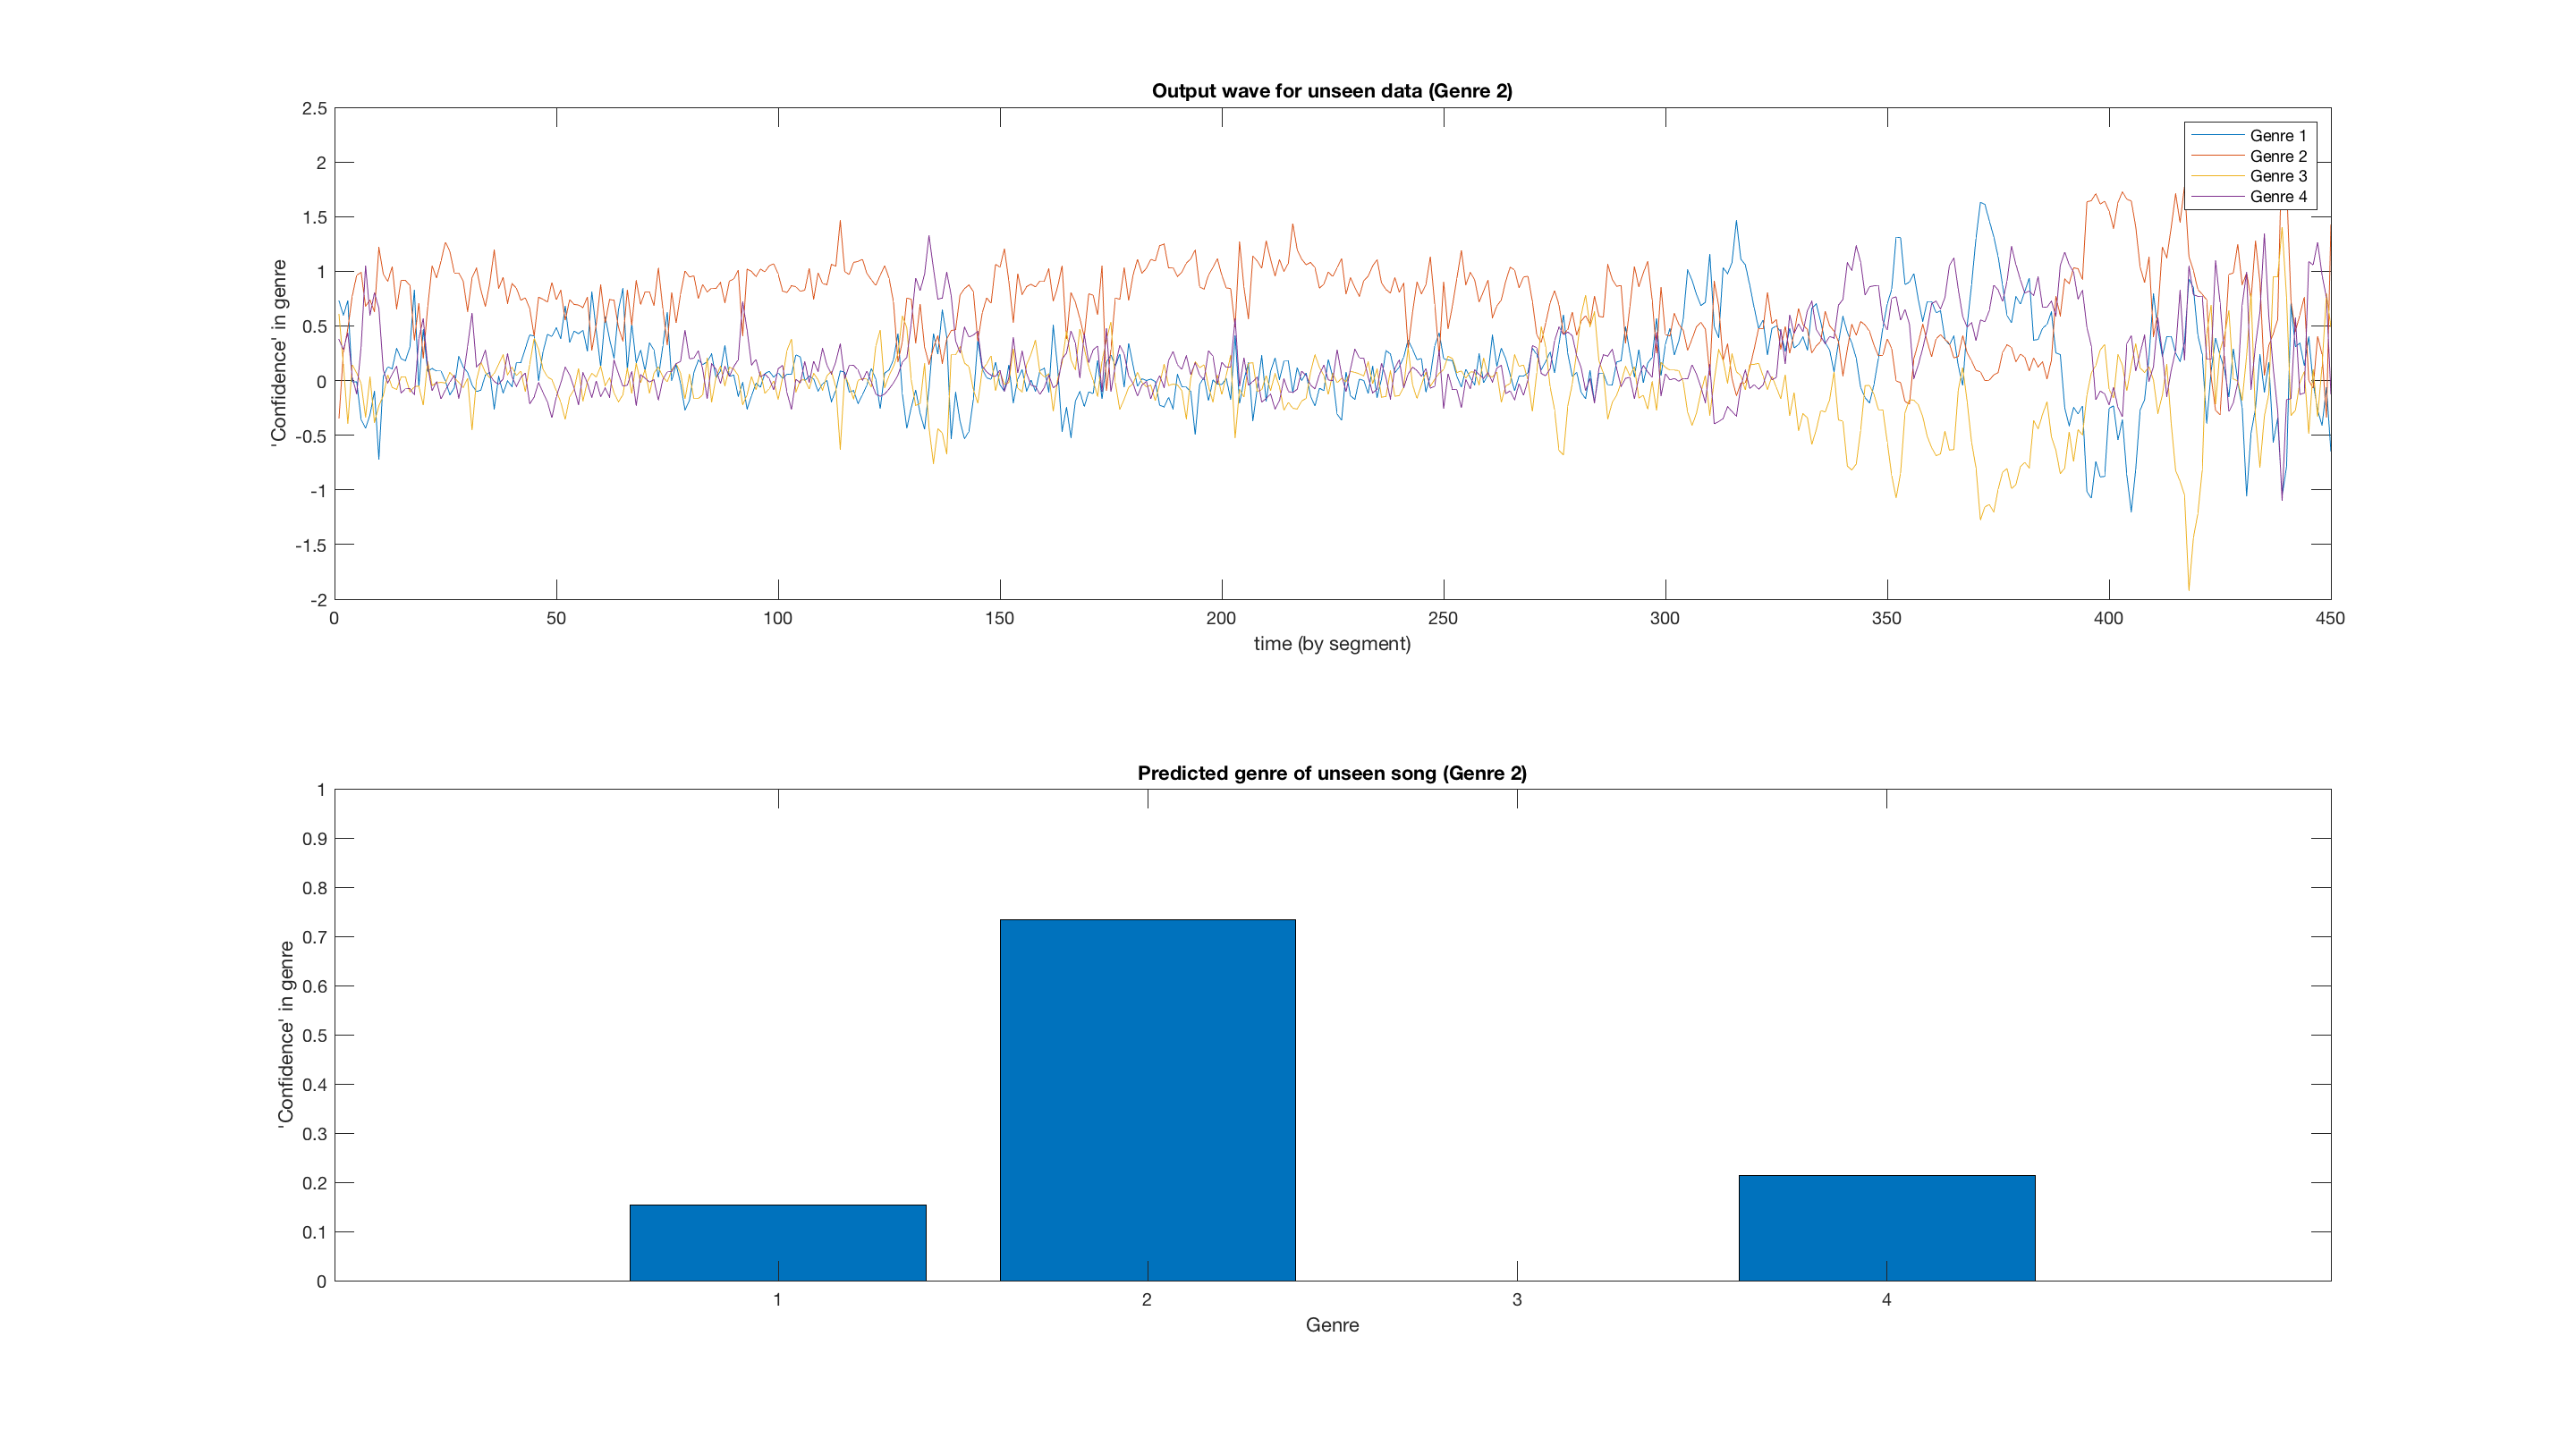 Output wave for unseen data (Genre 2)
2.5
2
1.5
1
0.5
0
-0.5
-1
-1.5
-2
'Confidence' in genre
Genre 1
Genre 2
Genre 3
Genre 4
0 50 100 150 200 250 300 350 400 450
time (by segment)
Predicted genre of unseen song (Genre 2)
1
0.9
0.8
0.7
0.6
0.5
0.4
0.3
0.2
0.1
0
'Confidence' in genre
1 2 3 4
Genre